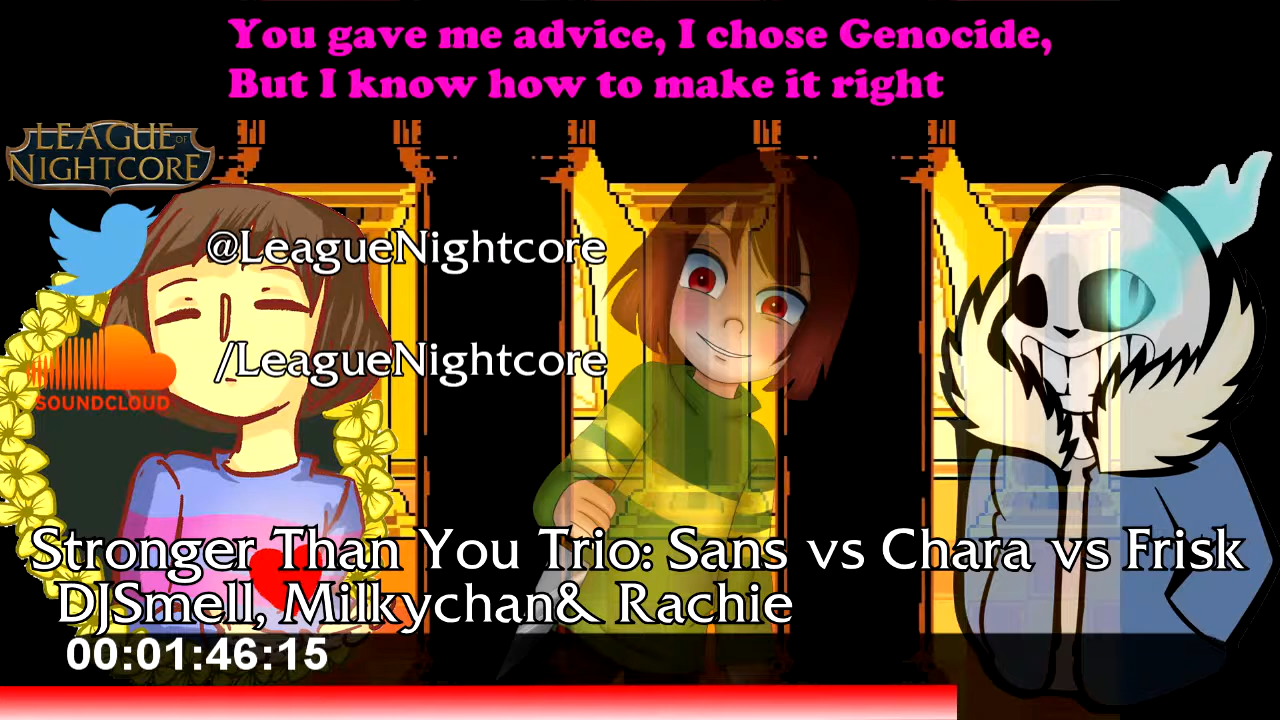 You gave me advice, I chose Genocide,
But I know how to make it right
LEAGUE OF
NIGHTCORE
@LeagueNightcore
/LeagueNightcore
SOUNDCLOUD
Stronger Than You Trio: Sans vs Chara vs Frisk
DJSmell, Milkychan& Rachie
00:01:46:15